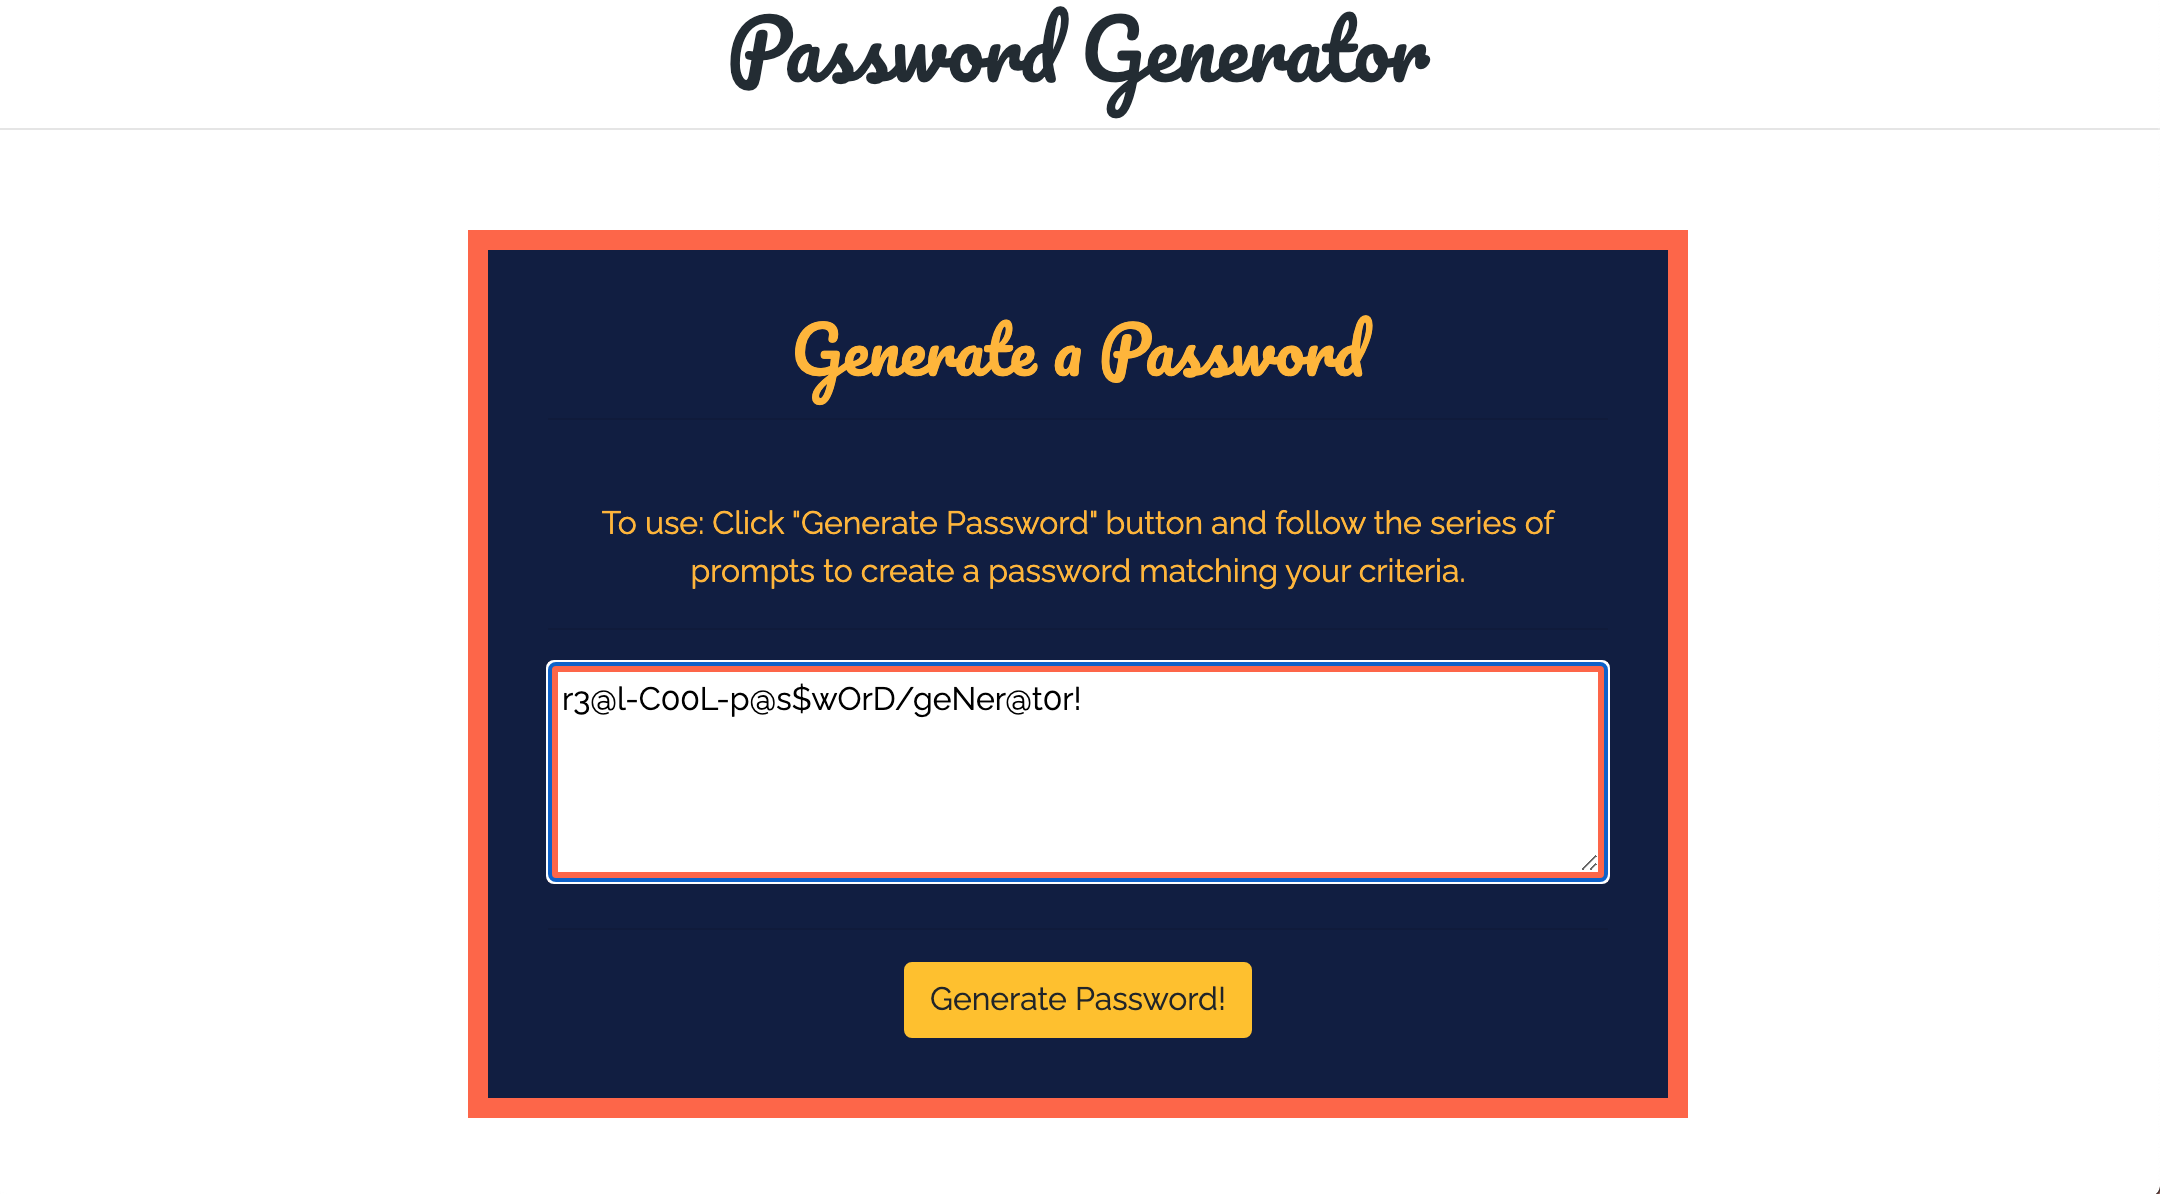 Password Generator
Generate a Password
To use: Click "Generate Password" button and follow the series of
prompts to create a password matching your criteria.
r3@l-C00L-p@s$wOrD/geNer@t0r!
Generate Password!